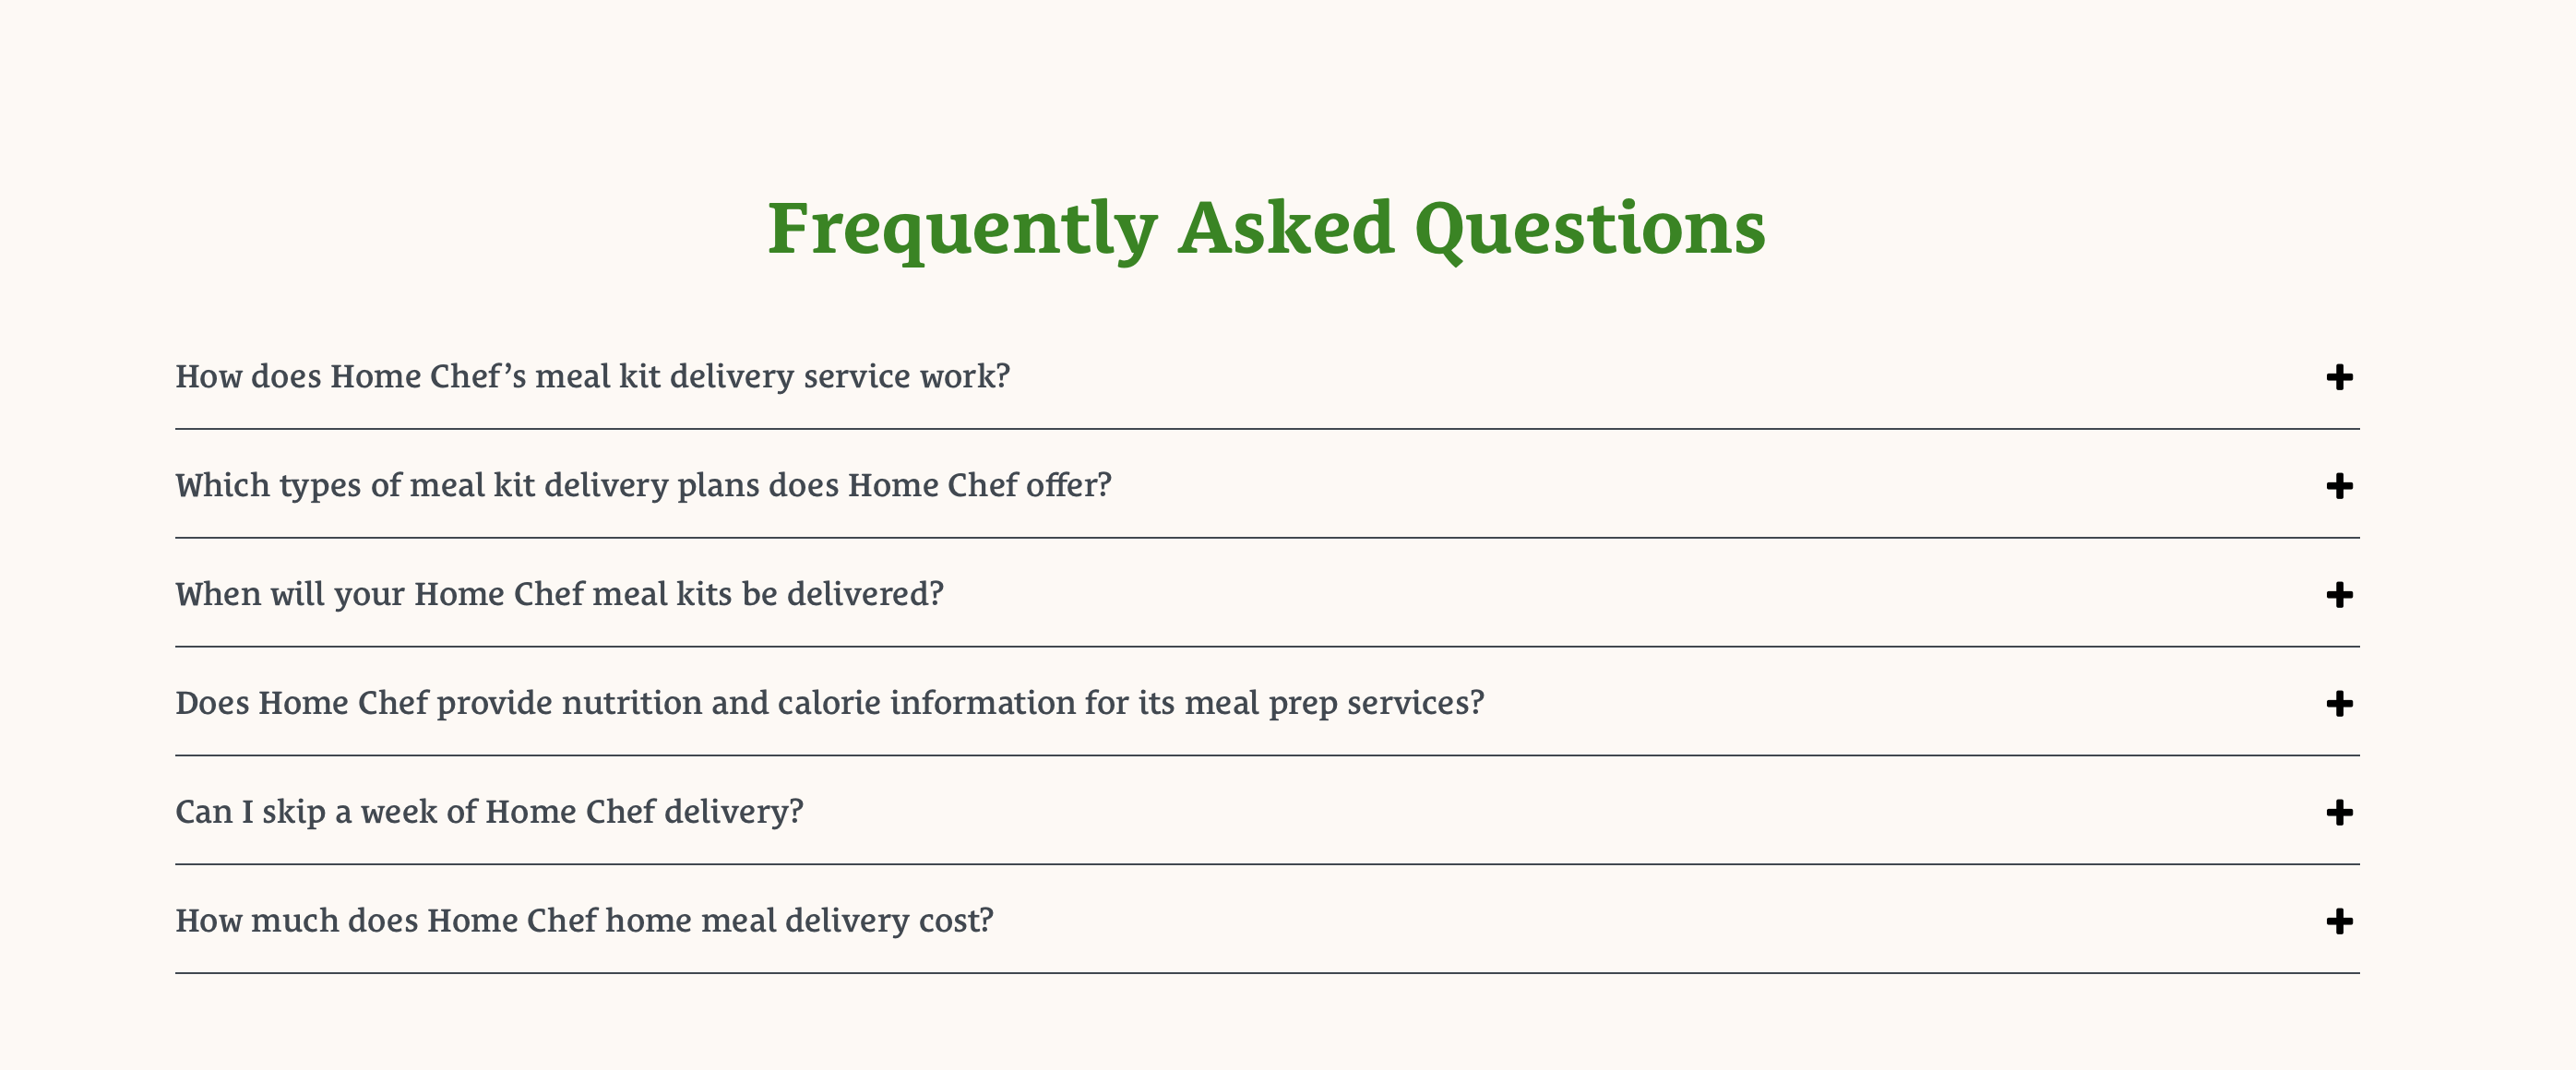 Frequently Asked Questions
How does Home Chef’s meal kit delivery service work?
Which types of meal kit delivery plans does Home Chef offer?
When will your Home Chef meal kits be delivered?
Does Home Chef provide nutrition and calorie information for its meal prep services?
Can I skip a week of Home Chef delivery?
How much does Home Chef home meal delivery cost?